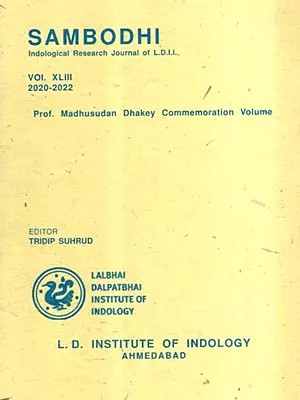 SAMBODHI
Indological Research Journal of L.D.I.I.
VOL. XLIII
2020-2022
Prof. Madhusudan Dhakey Commemoration Volume
EDITOR
TRIDIP SUHRUD
LALBHAI
DALPATBHAI
INSTITUTE OF
INDOLOGY
L. D. INSTITUTE OF INDOLOGY
AHMEDABAD